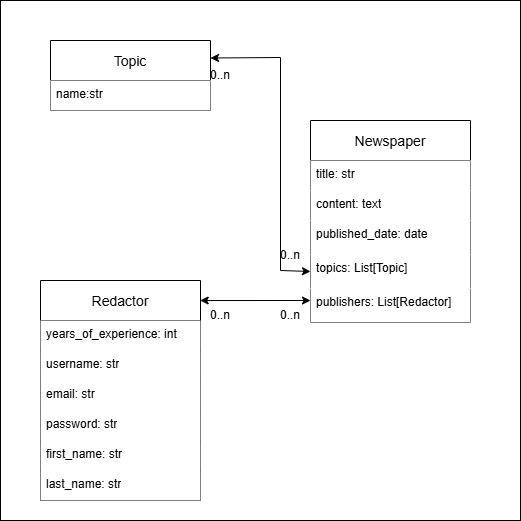 Topic
0..n
name:str
Newspaper
title: str
content: text
published_date: date
0..n
topics: List[Topic]
Redactor
publishers: List[Redactor]
0..n
0..n
years_of_experience: int
username: str
email: str
password: str
first_name: str
last_name: str